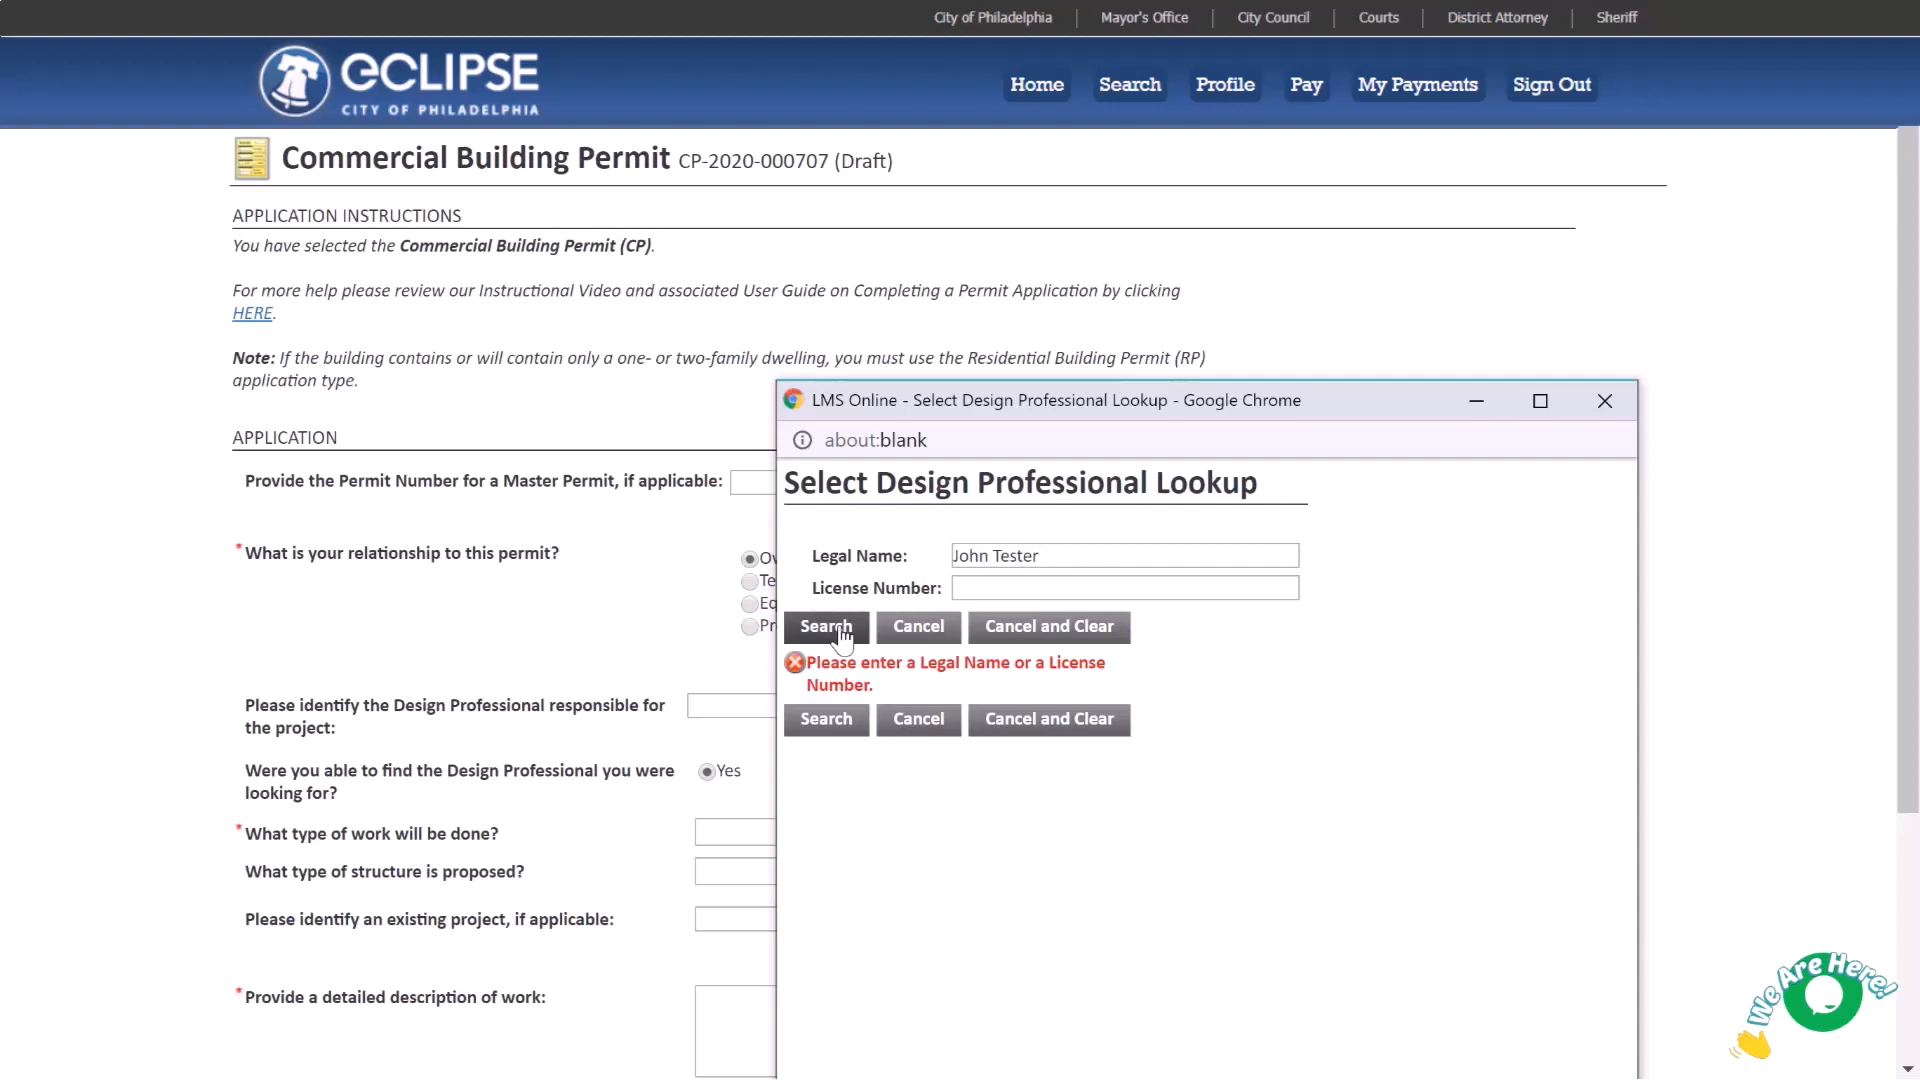 City of Philadelphia | Mayor's Office | City Council | Courts | District Attorney | Sheriff
eCLIPSE
CITY OF PHILADELPHIA
Home Search Profile Pay My Payments Sign Out
Commercial Building Permit CP-2020-000707 (Draft)
APPLICATION INSTRUCTIONS
You have selected the Commercial Building Permit (CP).
For more help please review our Instructional Video and associated User Guide on Completing a Permit Application by clicking
HERE.
Note: If the building contains or will contain only a one- or two-family dwelling, you must use the Residential Building Permit (RP)
application type.
APPLICATION
Provide the Permit Number for a Master Permit, if applicable:
*What is your relationship to this permit?
Ow
Te
Eq
Pr
Please identify the Design Professional responsible for
the project:
Were you able to find the Design Professional you were
looking for?
Yes
*What type of work will be done?
What type of structure is proposed?
Please identify an existing project, if applicable:
*Provide a detailed description of work:
LMS Online - Select Design Professional Lookup - Google Chrome
about:blank
Select Design Professional Lookup
Legal Name: John Tester
License Number:
Search Cancel Cancel and Clear
Please enter a Legal Name or a License
Number.
Search Cancel Cancel and Clear
We Are Here!